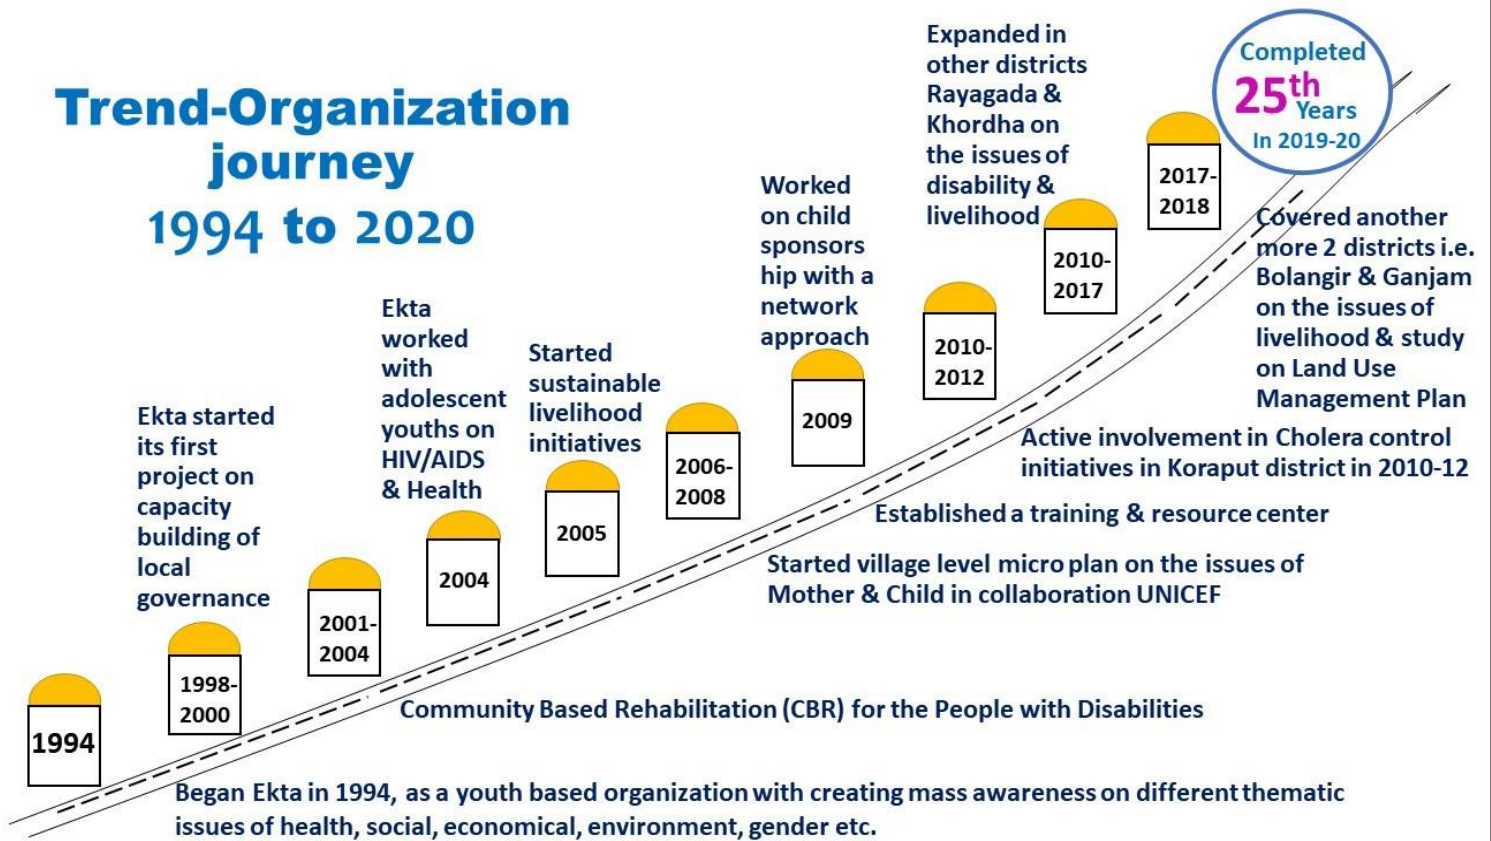 Trend-Organization
journey
1994 to 2020
1994
Began Ekta in 1994, as a youth based organization with creating mass awareness on different thematic
issues of health, social, economical, environment, gender etc.
Ekta started
its first
project on
capacity
building of
local
governance
1998-
2000
2001-
2004
Community Based Rehabilitation (CBR) for the People with Disabilities
Ekta
worked
with
adolescent
youths on
HIV/AIDS
& Health
2004
Started
sustainable
livelihood
initiatives
2005
2006-
2008
Started village level micro plan on the issues of
Mother & Child in collaboration UNICEF
Worked
on child
sponsors
hip with a
network
approach
2009
Established a training & resource center
2010-
2012
Active involvement in Cholera control
initiatives in Koraput district in 2010-12
Expanded in
other districts
Rayagada &
Khordha on
the issues of
disability &
livelihood
2010-
2017
2017-
2018
Covered another
more 2 districts i.e.
Bolangir & Ganjam
on the issues of
livelihood & study
on Land Use
Management Plan
Completed
25th
Years
In 2019-20